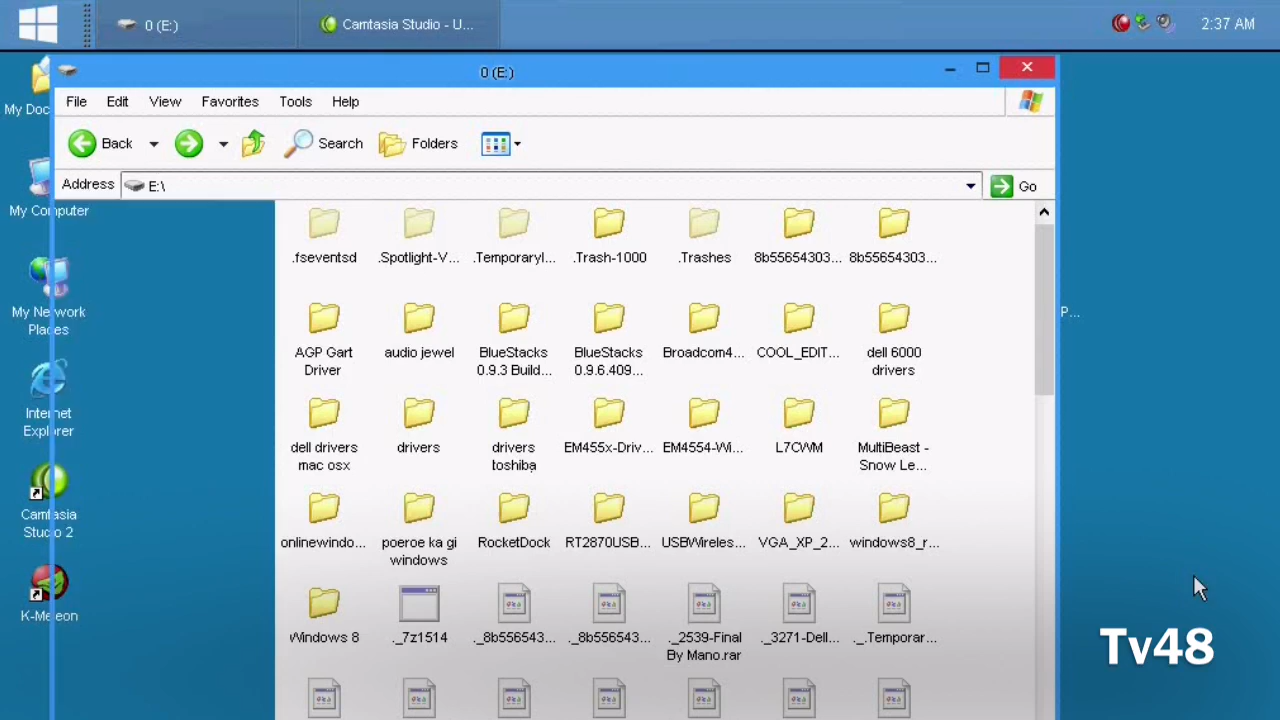 0 (E:)
Camtasia Studio - U...
2:37 AM
0 (E:)
File Edit View Favorites Tools Help
Back Search Folders
Address E:\ Go
My Doc
My Computer
My Network
Places
Internet
Explorer
Camtasia
Studio 2
K-Meleon
P...
.fseventsd .Spotlight-V... .TemporaryI... .Trash-1000 .Trashes 8b55654303... 8b55654303...
AGP Gart
Driver
audio jewel
BlueStacks
0.9.3 Build...
BlueStacks
0.9.6.409...
Broadcom4...
COOL_EDIT...
dell 6000
drivers
dell drivers
mac osx
drivers
drivers
toshiba
EM455x-Driv...
EM4554-Wi...
L7CWM
MultiBeast -
Snow Le...
onlinewindo...
poeroe ka gi
windows
RocketDock
RT2870USB...
USBWireles...
VGA_XP_2...
windows8_r...
Windows 8
._7z1514
._8b556543...
._8b556543...
._2539-Final
By Mano.rar
._3271-Dell...
._.Temporar...
Tv48